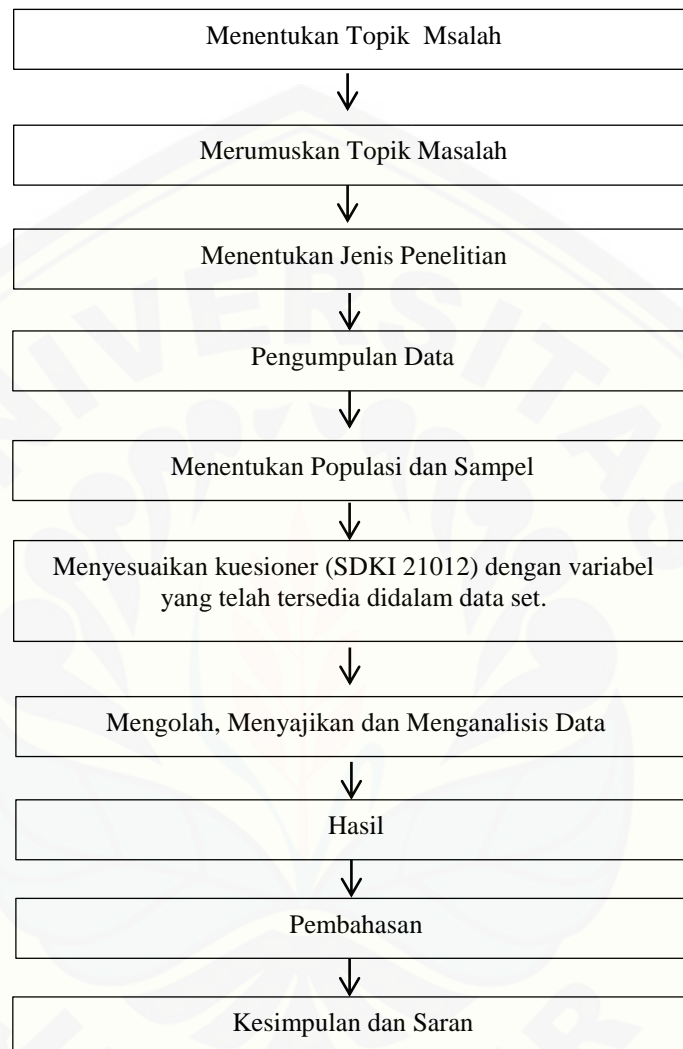 Menentukan Topik Msalah
Merumuskan Topik Masalah
Menentukan Jenis Penelitian
Pengumpulan Data
Menentukan Populasi dan Sampel
Menyesuaikan kuesioner (SDKI 21012) dengan variabel
yang telah tersedia didalam data set.
Mengolah, Menyajikan dan Menganalisis Data
Hasil
Pembahasan
Kesimpulan dan Saran